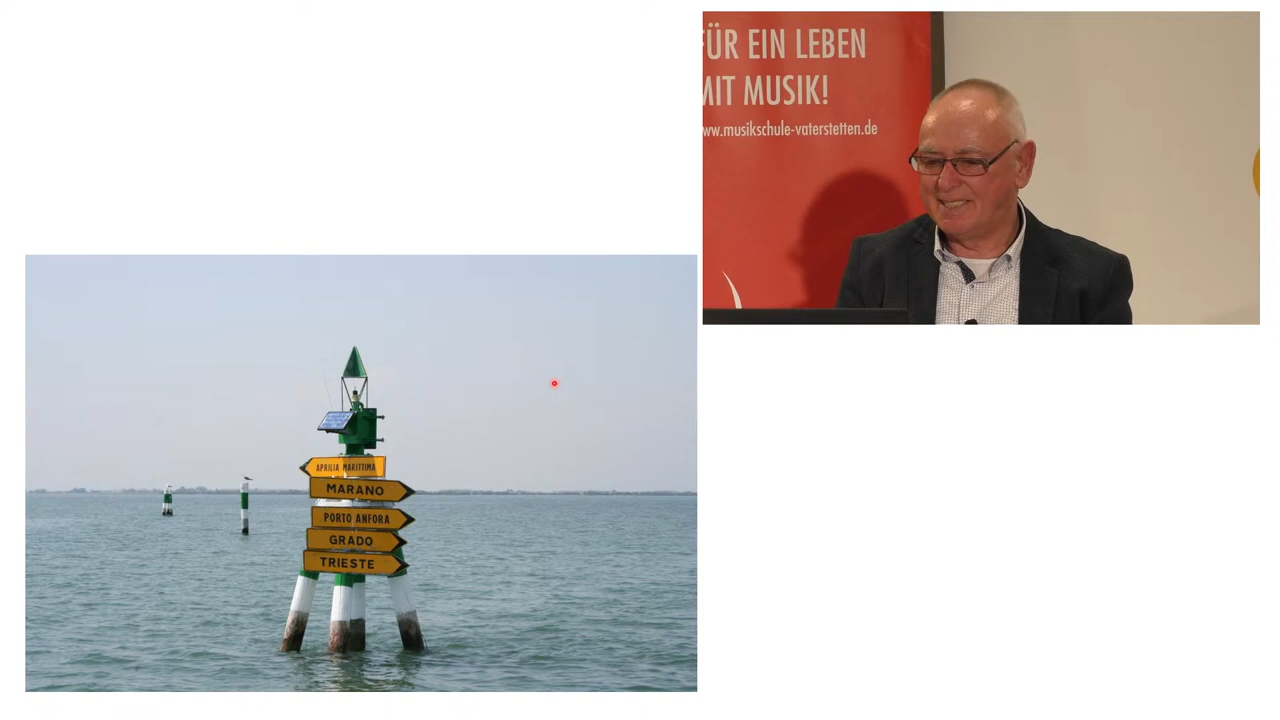 FÜR EIN LEBEN
MIT MUSIK!
www.musikschule-vaterstetten.de
APRILIA MARITTIMA
MARANO
PORTO ANFORA
GRADO
TRIESTE